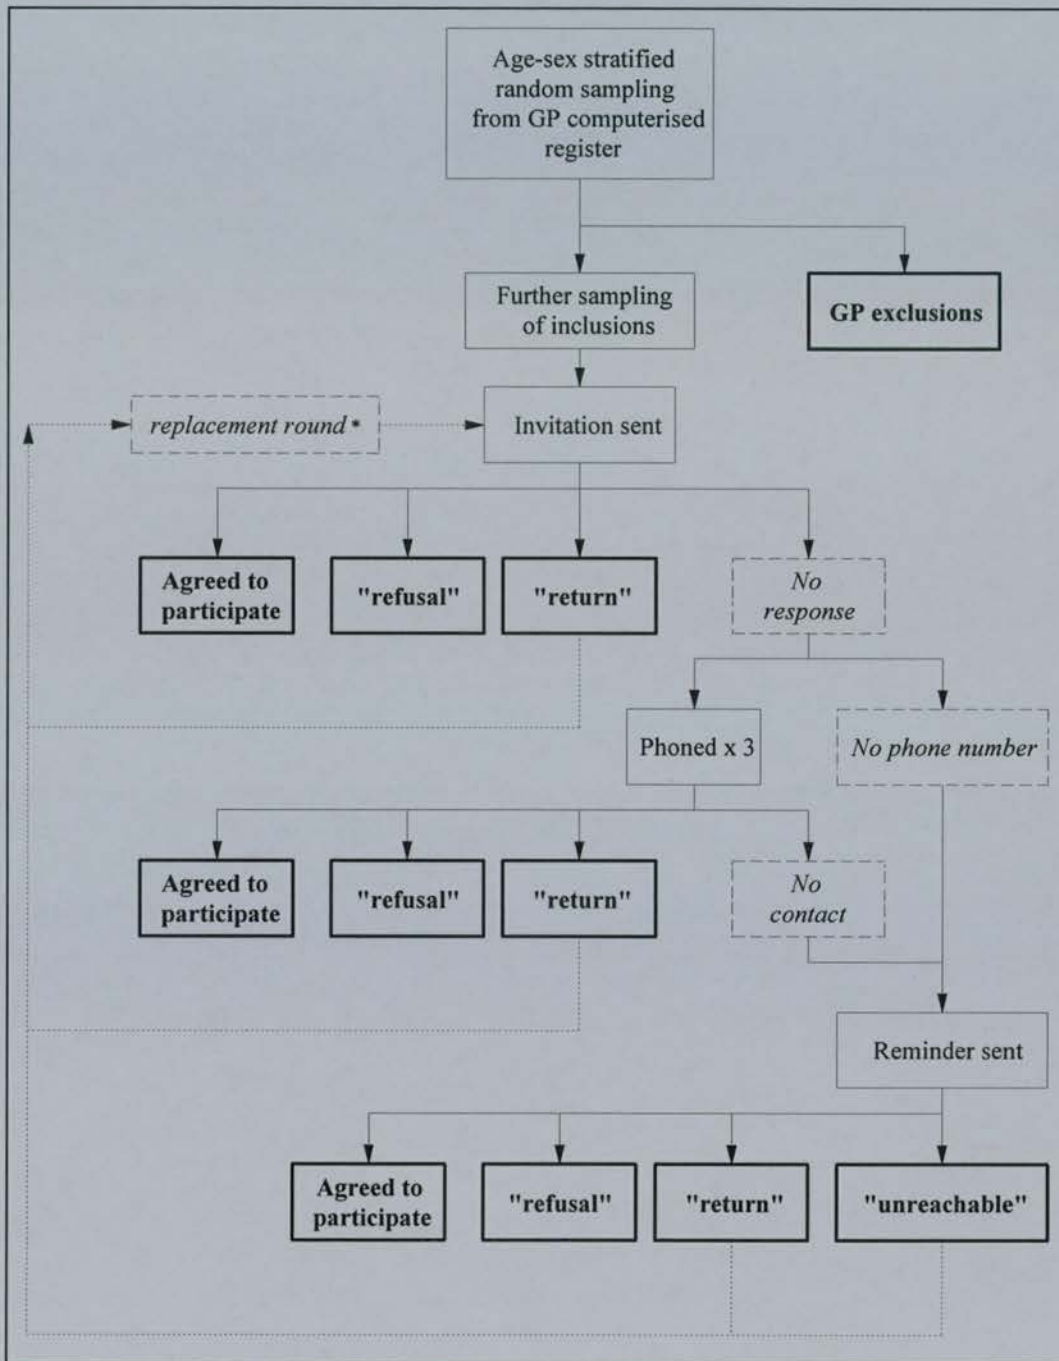 Age-sex stratified
random sampling
from GP computerised
register
Further sampling
of inclusions
GP exclusions
replacement round *
Invitation sent
Agreed to
participate
"refusal"
"return"
No
response
Phoned x 3
No phone number
Agreed to
participate
"refusal"
"return"
No
contact
Reminder sent
Agreed to
participate
"refusal"
"return"
"unreachable"